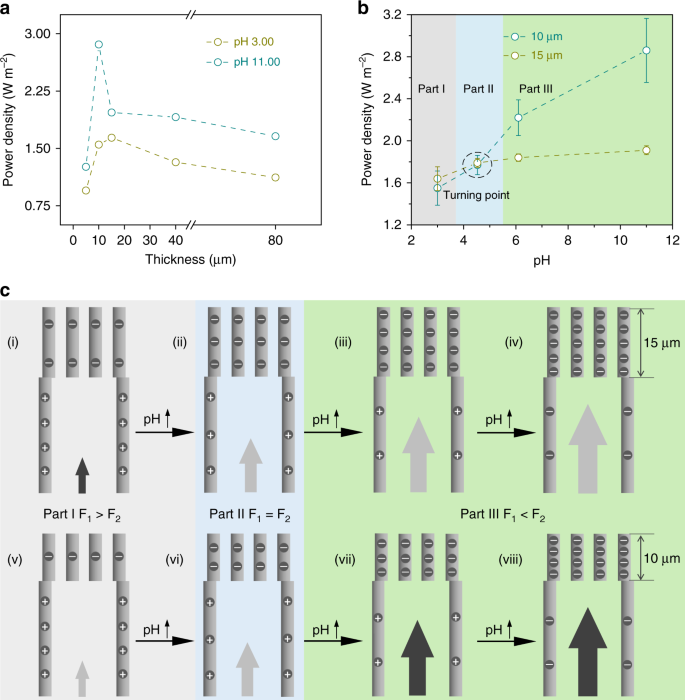 a
Power density (W m–2)
3.00
2.25
1.50
0.75
pH 3.00
pH 11.00
0 10 20 40 80
Thickness (μm)
b
Power density (W m–2)
3.2
2.8
2.4
2.0
1.6
1.2
10 μm
15 μm
Part I Part II Part III
Turning point
2 4 6 8 10 12
pH
c
(i) (ii) (iii) (iv)
15 μm
pH pH pH
Part I F1 > F2 Part II F1 = F2 Part III F1 < F2
(v) (vi) (vii) (viii)
10 μm
pH pH pH